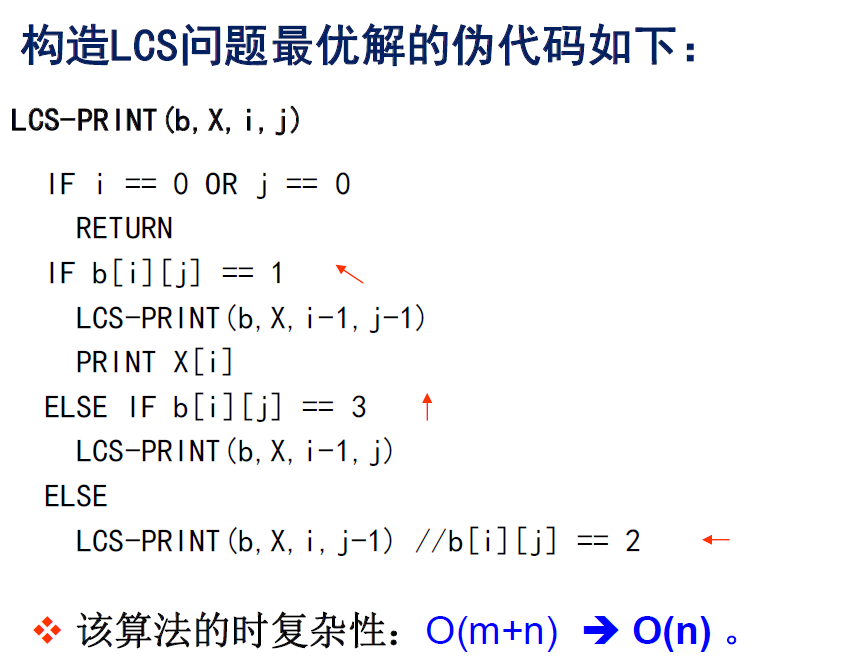 构造LCS问题最优解的伪代码如下：
LCS-PRINT(b,X,i,j)
IF i == 0 OR j == 0
RETURN
IF b[i][j] == 1 ↖
LCS-PRINT(b,X,i-1,j-1)
PRINT X[i]
ELSE IF b[i][j] == 3 ↑
LCS-PRINT(b,X,i-1,j)
ELSE
LCS-PRINT(b,X,i,j-1) //b[i][j] == 2 ←
❖ 该算法的时复杂性：O(m+n) ➔ O(n) 。